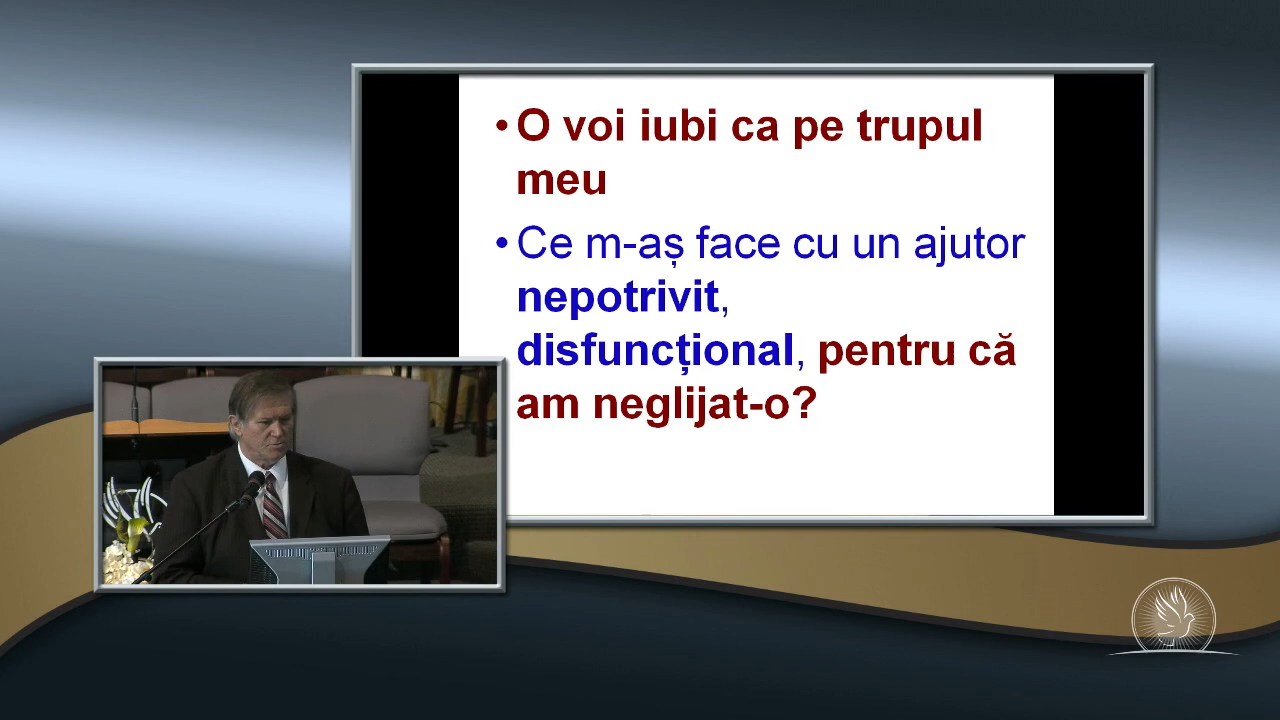 • O voi iubi ca pe trupul
meu
• Ce m-aș face cu un ajutor
nepotrivit,
disfuncțional, pentru că
am neglijat-o?